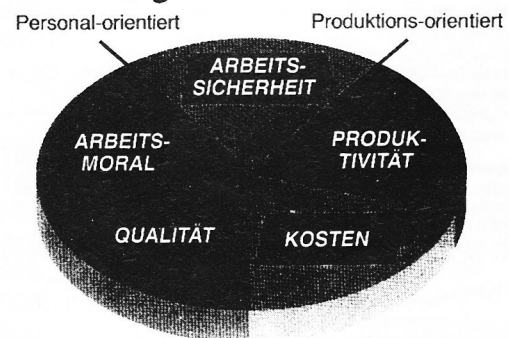 Personal-orientiert
Produktions-orientiert
ARBEITS-
SICHERHEIT
ARBEITS-
MORAL
PRODUK-
TIVITÄT
QUALITÄT
KOSTEN